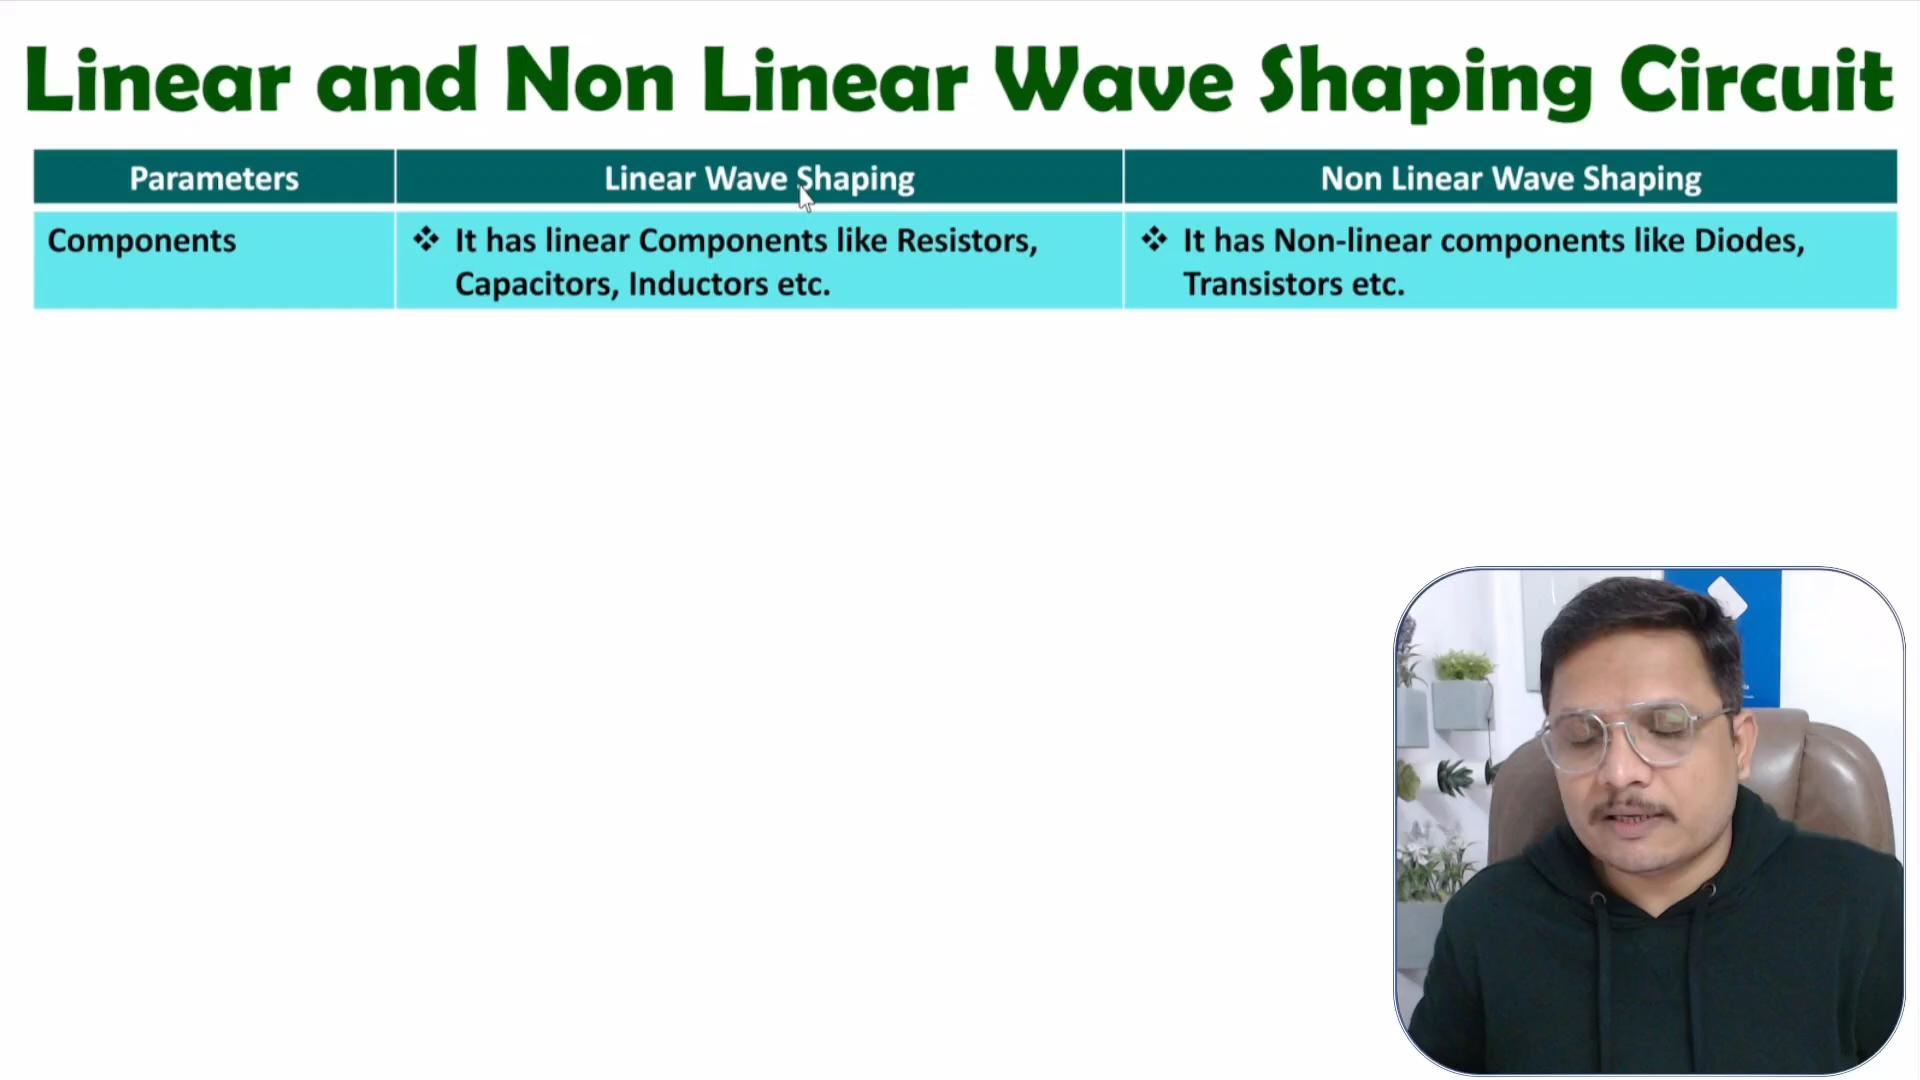 Linear and Non Linear Wave Shaping Circuit
Parameters
Linear Wave Shaping
Non Linear Wave Shaping
Components
❖ It has linear Components like Resistors,
Capacitors, Inductors etc.
❖ It has Non-linear components like Diodes,
Transistors etc.